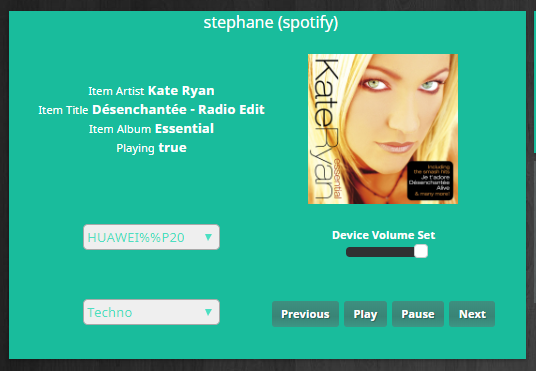 stephane (spotify)
Item Artist Kate Ryan
Item Title Désenchantée - Radio Edit
Item Album Essential
Playing true
KateRyan
essential
Including
the smash hits
Je t'adore
Désenchantée
Alive
& many more!
HUAWEI%%P20
Device Volume Set
Techno
Previous
Play
Pause
Next